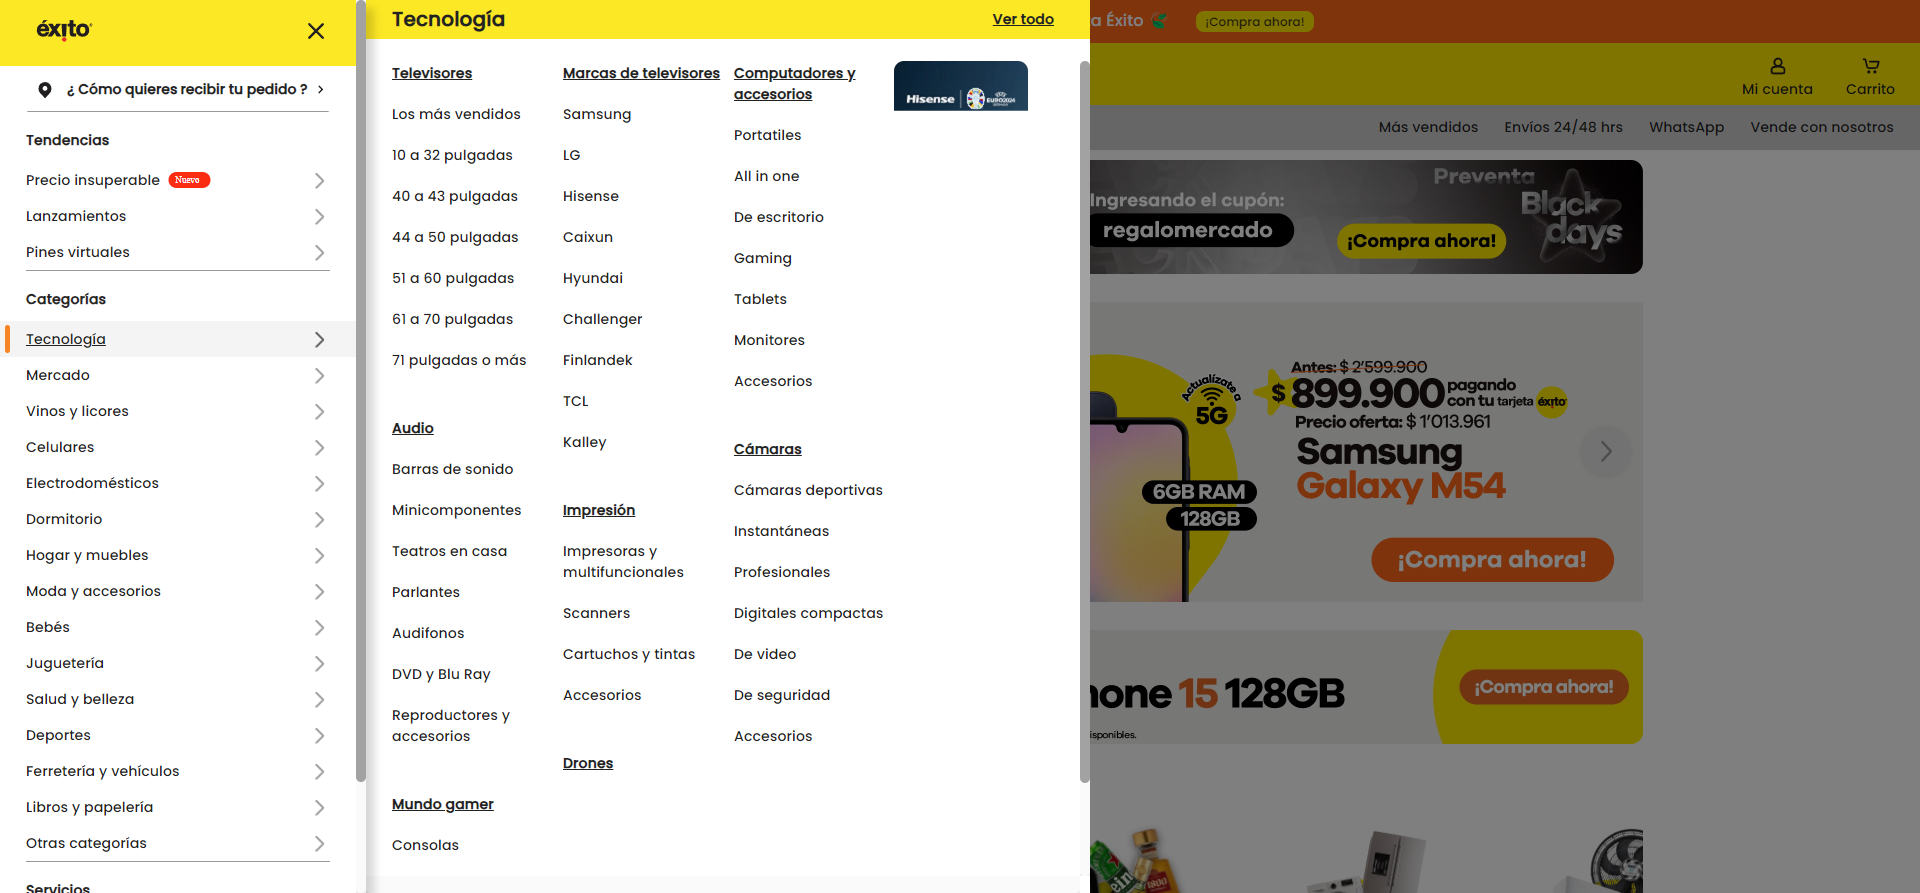 éxito
¿ Cómo quieres recibir tu pedido ?
Tendencias
Precio insuperable Nuevo
Lanzamientos
Pines virtuales
Categorías
Tecnología
Mercado
Vinos y licores
Celulares
Electrodomésticos
Dormitorio
Hogar y muebles
Moda y accesorios
Bebés
Juguetería
Salud y belleza
Deportes
Ferretería y vehículos
Libros y papelería
Otras categorías
Servicios
Tecnología
Ver todo
Televisores
Los más vendidos
10 a 32 pulgadas
40 a 43 pulgadas
44 a 50 pulgadas
51 a 60 pulgadas
61 a 70 pulgadas
71 pulgadas o más
Audio
Barras de sonido
Minicomponentes
Teatros en casa
Parlantes
Audifonos
DVD y Blu Ray
Reproductores y
accesorios
Mundo gamer
Consolas
Marcas de televisores
Samsung
LG
Hisense
Caixun
Hyundai
Challenger
Finlandek
TCL
Kalley
Impresión
Impresoras y
multifuncionales
Scanners
Cartuchos y tintas
Accesorios
Drones
Computadores y
accesorios
Portatiles
All in one
De escritorio
Gaming
Tablets
Monitores
Accesorios
Cámaras
Cámaras deportivas
Instantáneas
Profesionales
Digitales compactas
De video
De seguridad
Accesorios
Hisense EURO2024
a Éxito ¡Compra ahora!
Mi cuenta
Carrito
Más vendidos
Envíos 24/48 hrs
WhatsApp
Vende con nosotros
Ingresando el cupón:
regalomercado
¡Compra ahora!
Preventa
Black
days
Actualízate a
5G
6GB RAM
128GB
Antes: $ 2'599.900
$ 899.900 pagando
con tu tarjeta éxito
Precio oferta: $ 1'013.961
Samsung
Galaxy M54
¡Compra ahora!
hone 15 128GB
isponibles.
¡Compra ahora!
1800